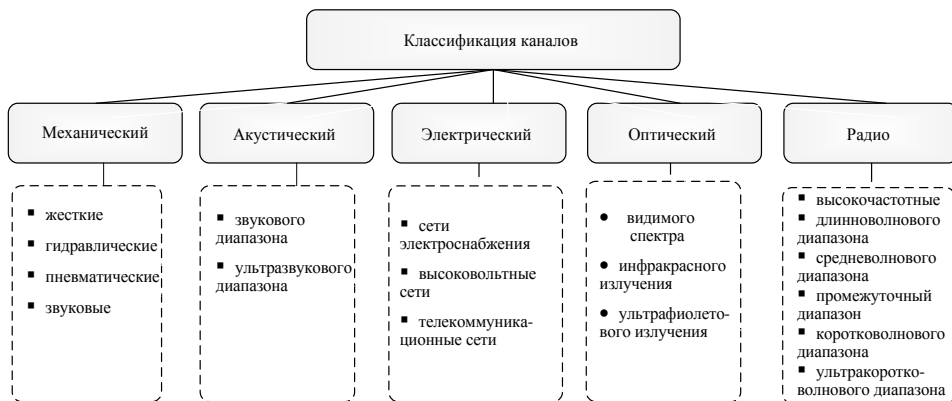 Классификация каналов
Механический
Акустический
Электрический
Оптический
Радио
жесткие
гидравлические
пневматические
звуковые
звукового
диапазона
ультразвукового
диапазона
сети
электроснабжения
высоковольтные
сети
телекоммуника-
ционные сети
видимого
спектра
инфракрасного
излучения
ультрафиолето-
вого излучения
высокочастотные
длинноволнового
диапазона
средневолнового
диапазона
промежуточный
диапазон
коротковолнового
диапазона
ультракоротко-
волнового диапазона